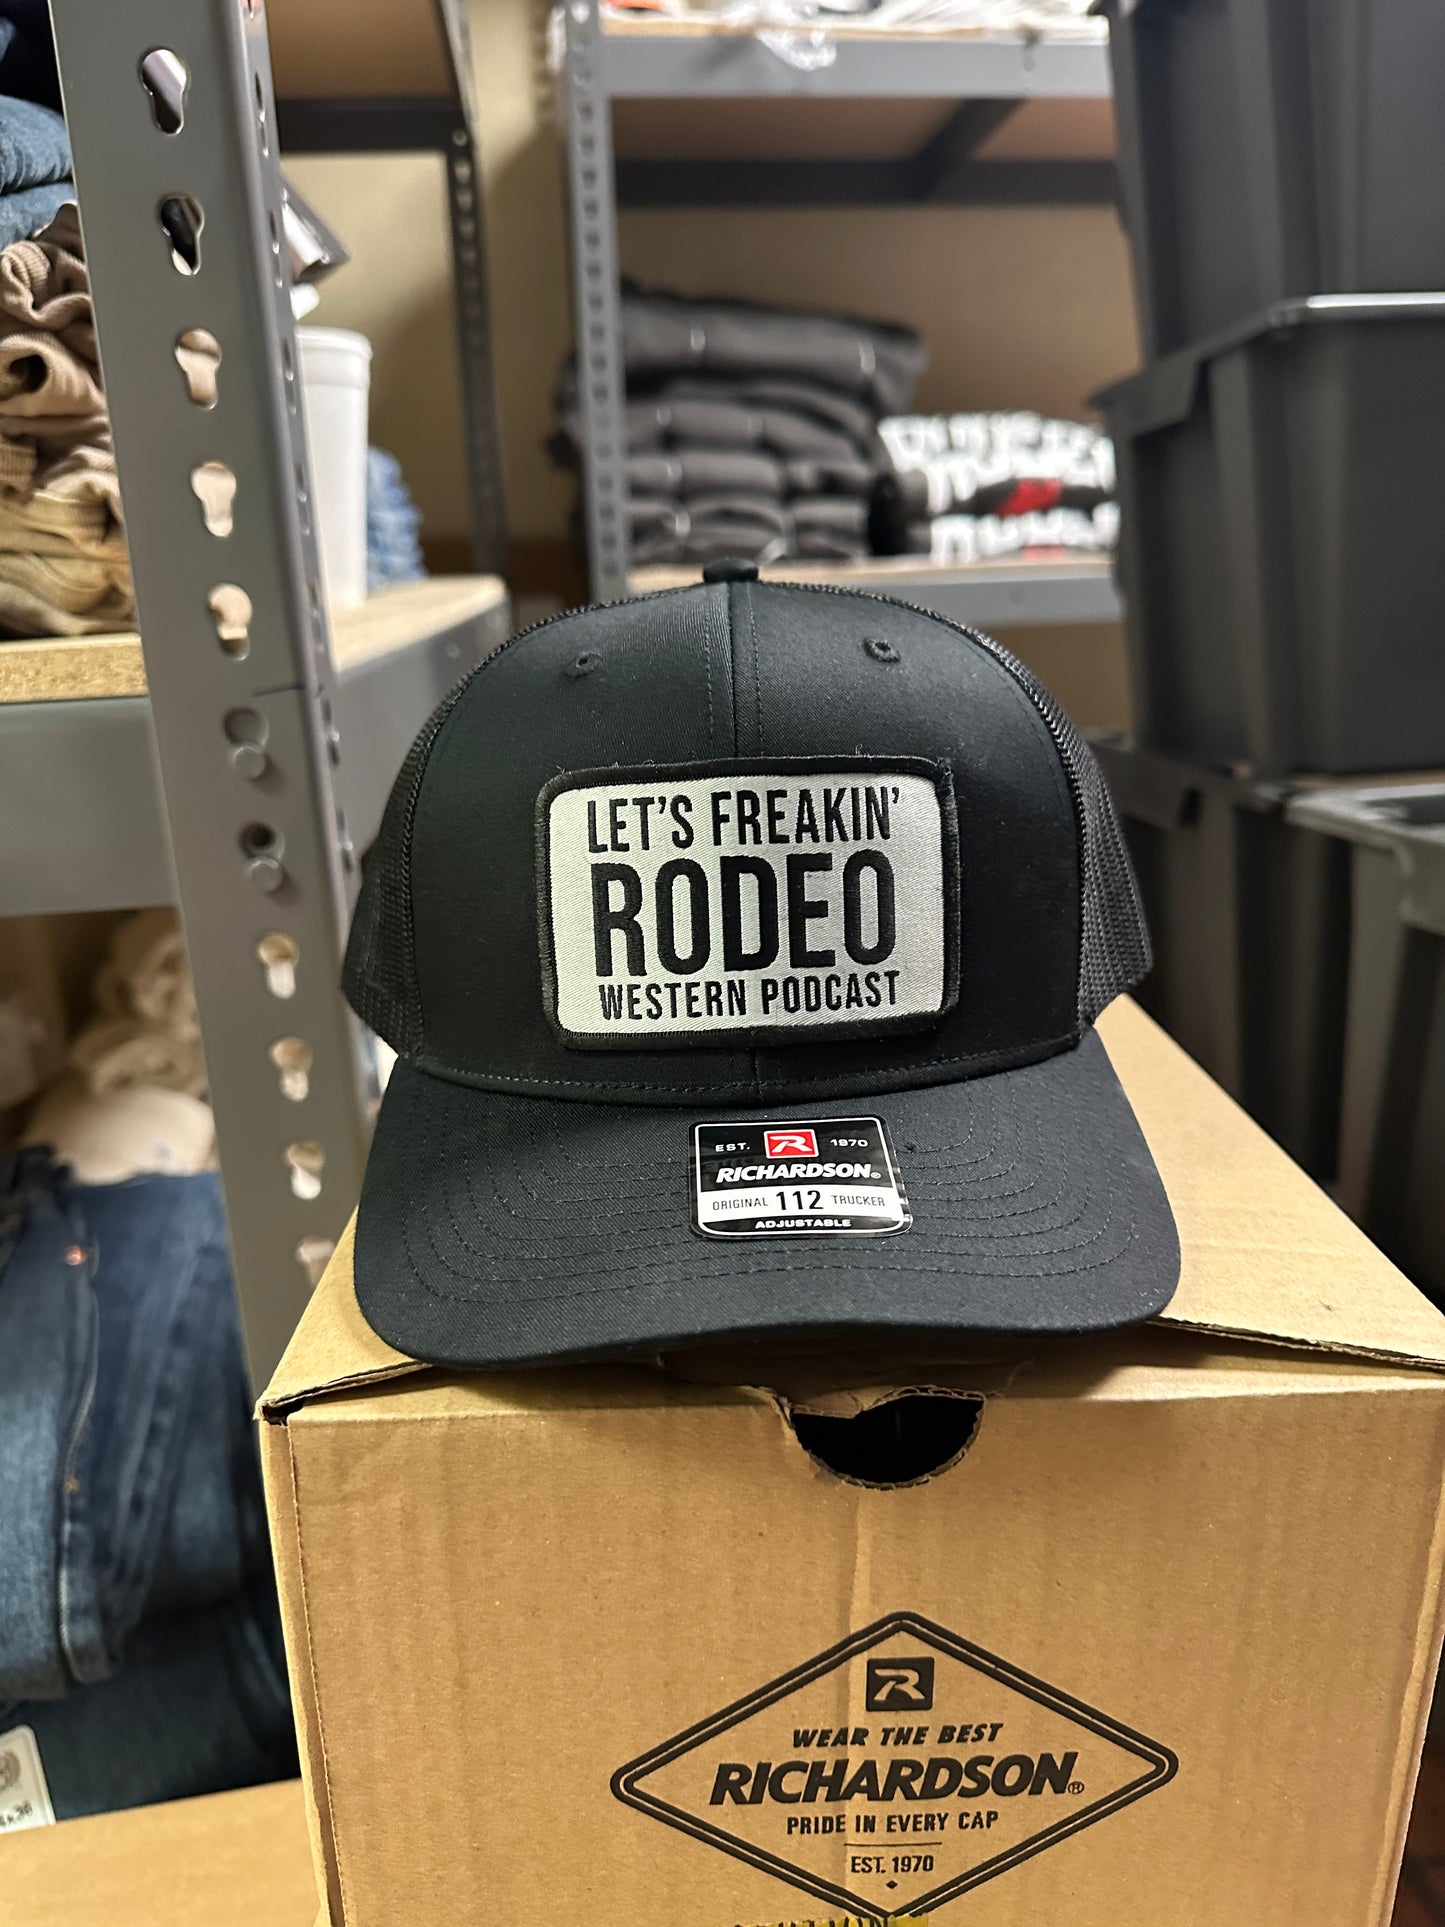 LET'S FREAKIN'
RODEO
WESTERN PODCAST
EST. R 1970
RICHARDSON®
ORIGINAL 112 TRUCKER
ADJUSTABLE
R
WEAR THE BEST
RICHARDSON®
PRIDE IN EVERY CAP
EST. 1970